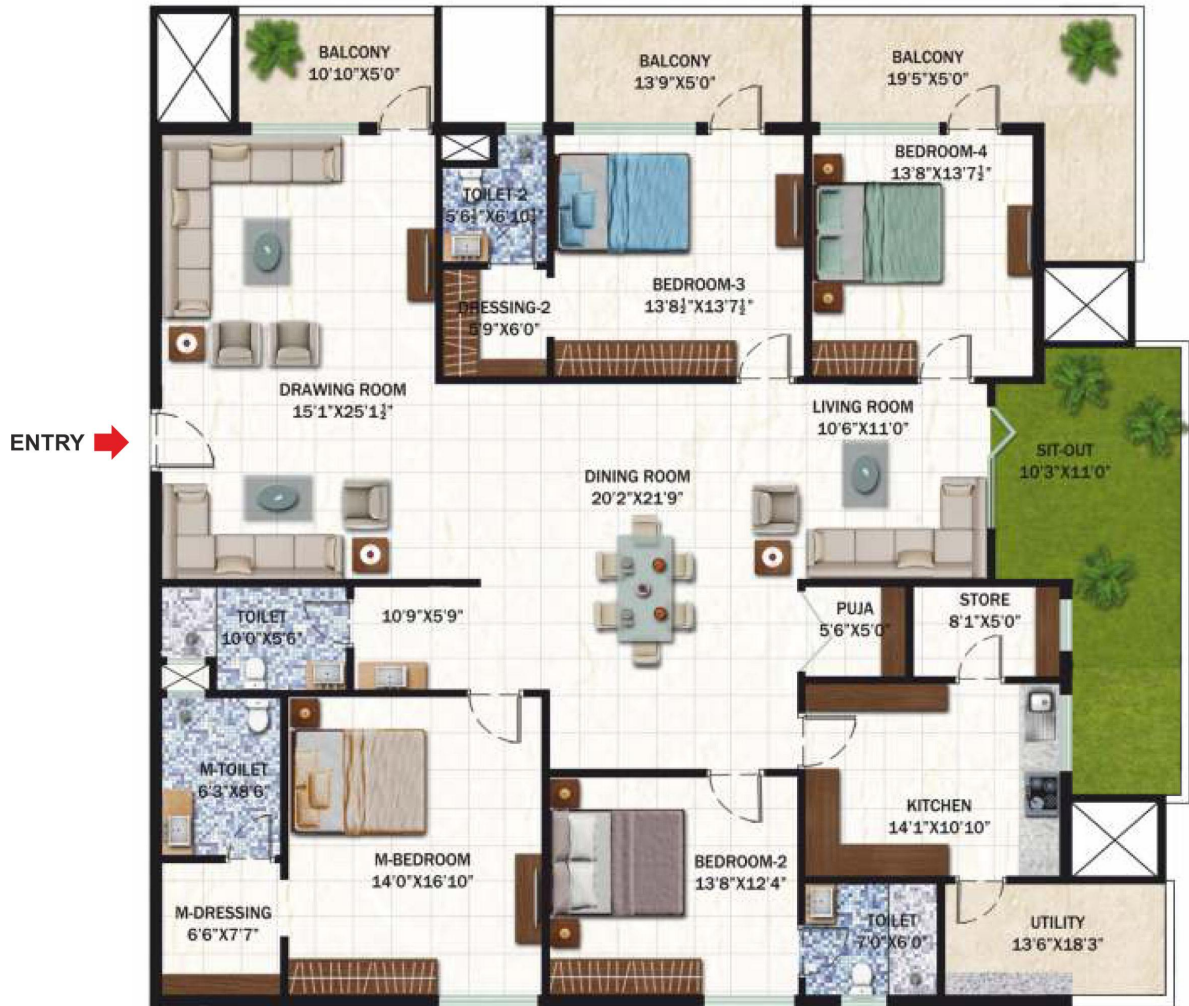 BALCONY
10'10"X5'0"
BALCONY
13'9"X5'0"
BALCONY
19'5"X5'0"
BEDROOM-4
13'8"X13'7½"
TOILET-2
5'6½"X6'10½"
BEDROOM-3
13'8½"X13'7½"
DRESSING-2
5'9"X6'0"
DRAWING ROOM
15'1"X25'1½"
LIVING ROOM
10'6"X11'0"
ENTRY
SIT-OUT
10'3"X11'0"
DINING ROOM
20'2"X21'9"
TOILET
10'0"X5'6"
10'9"X5'9"
PUJA
5'6"X5'0"
STORE
8'1"X5'0"
M-TOILET
6'3"X8'6"
KITCHEN
14'1"X10'10"
M-BEDROOM
14'0"X16'10"
BEDROOM-2
13'8"X12'4"
M-DRESSING
6'6"X7'7"
TOILET
7'0"X6'0"
UTILITY
13'6"X18'3"